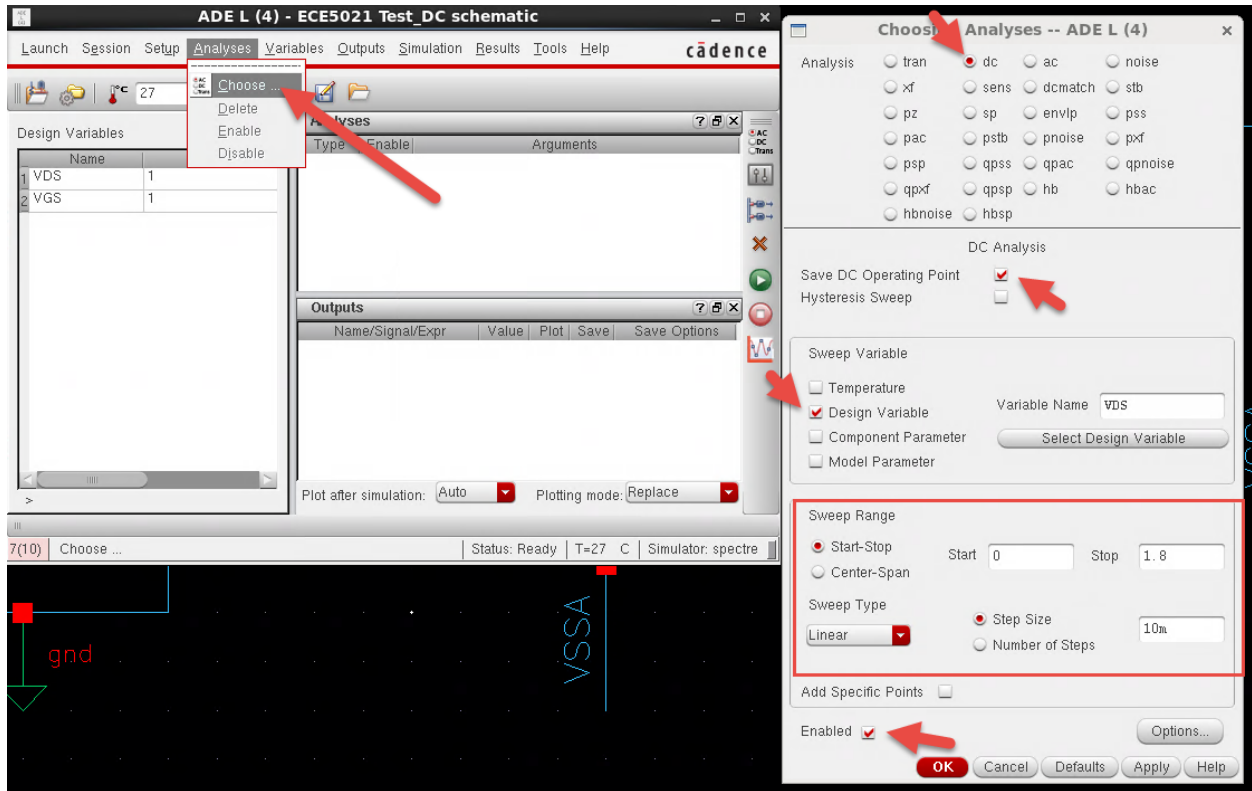 ADE L (4) - ECE5021 Test_DC schematic
Launch Session Setup Analyses Variables Outputs Simulation Results Tools Help cādence
27
Choose ...
Delete
Enable
Disable
Design Variables
Name
1 VDS 1
2 VGS 1
>
Type Enable Arguments
AC
DC
Trans
Outputs
Name/Signal/Expr Value Plot Save Save Options
Plot after simulation: Auto Plotting mode: Replace
7(10) Choose ... Status: Ready T=27 C Simulator: spectre
gnd
VSSA
Analyses -- ADE L (4)
Analysis tran dc ac noise
xf sens dcmatch stb
pz sp envlp pss
pac pstb pnoise pxf
psp qpss qpac qpnoise
qpxf qpsp hb hbac
hbnoise hbsp
DC Analysis
Save DC Operating Point
Hysteresis Sweep
Sweep Variable
Temperature
Design Variable
Component Parameter
Model Parameter
Variable Name VDS
Select Design Variable
Sweep Range
Start-Stop
Center-Span
Start 0 Stop 1.8
Sweep Type
Linear
Step Size
Number of Steps
10m
Add Specific Points
Enabled
Options...
OK Cancel Defaults Apply Help